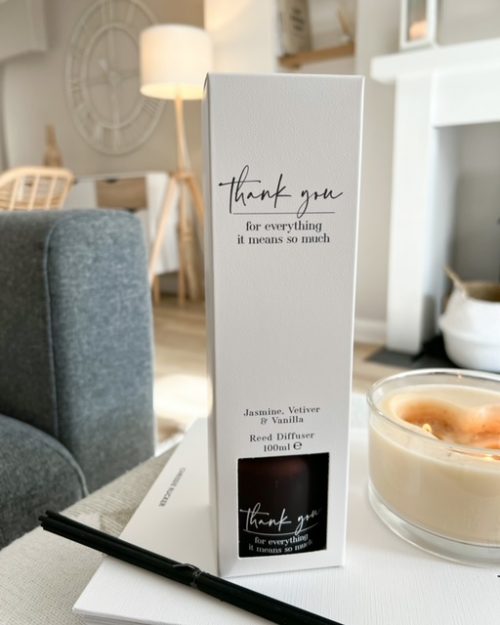 thank you
for everything
it means so much
Jasmine, Vetiver
& Vanilla
Reed Diffuser
100ml ℮
thank you
for everything
it means so much